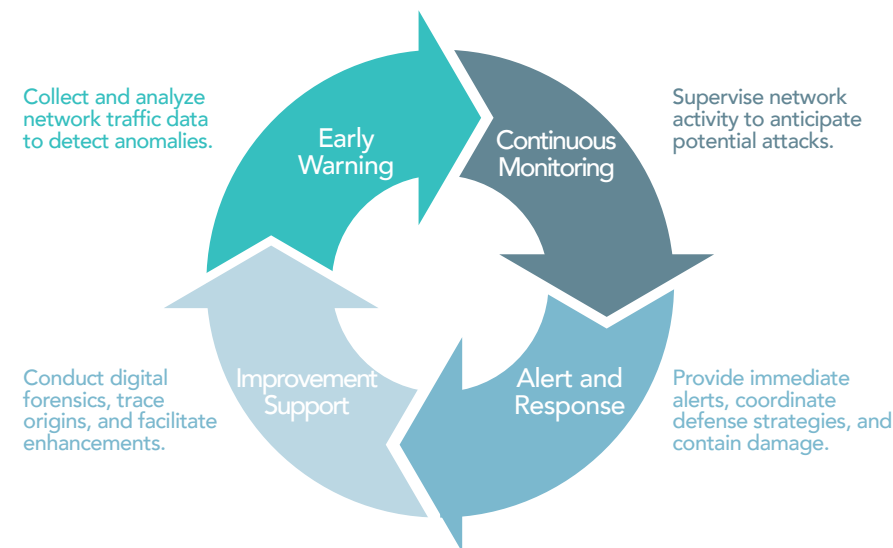 Collect and analyze
network traffic data
to detect anomalies.
Early
Warning
Continuous
Monitoring
Supervise network
activity to anticipate
potential attacks.
Conduct digital
forensics, trace
origins, and facilitate
enhancements.
Improvement
Support
Alert and
Response
Provide immediate
alerts, coordinate
defense strategies, and
contain damage.